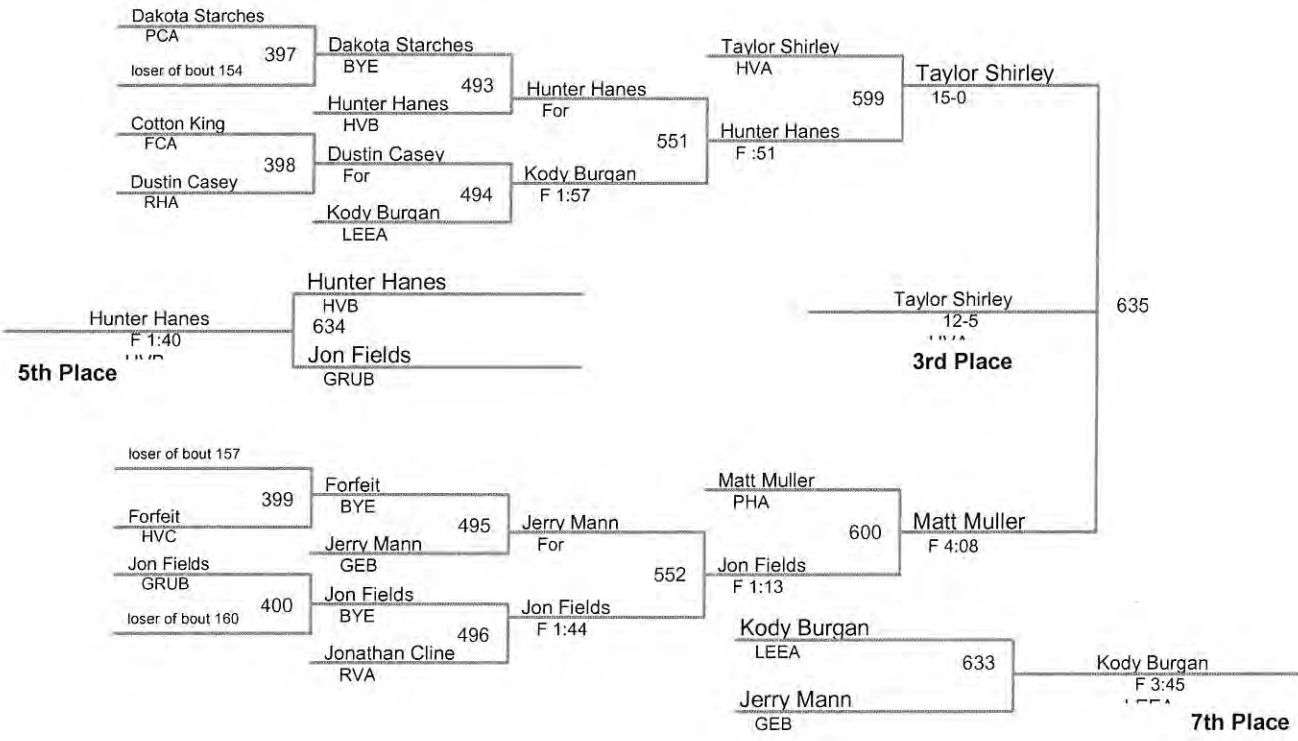 Dakota Starches
PCA
397
loser of bout 154
Dakota Starches
BYE
493
Hunter Hanes
HVB
Cotton King
FCA
398
Dustin Casey
RHA
Dustin Casey
For
494
Kody Burgan
LEEA
Hunter Hanes
For
551
Kody Burgan
F 1:57
Taylor Shirley
HVA
599
Hunter Hanes
F :51
Taylor Shirley
15-0
Hunter Hanes
HVB
634
Jon Fields
GRUB
Hunter Hanes
F 1:40
5th Place
Taylor Shirley
12-5
635
3rd Place
loser of bout 157
399
Forfeit
HVC
Forfeit
BYE
495
Jerry Mann
GEB
Jon Fields
GRUB
400
loser of bout 160
Jon Fields
BYE
496
Jonathan Cline
RVA
Jerry Mann
For
552
Jon Fields
F 1:44
Matt Muller
PHA
600
Jon Fields
F 1:13
Matt Muller
F 4:08
Kody Burgan
LEEA
633
Jerry Mann
GEB
Kody Burgan
F 3:45
7th Place